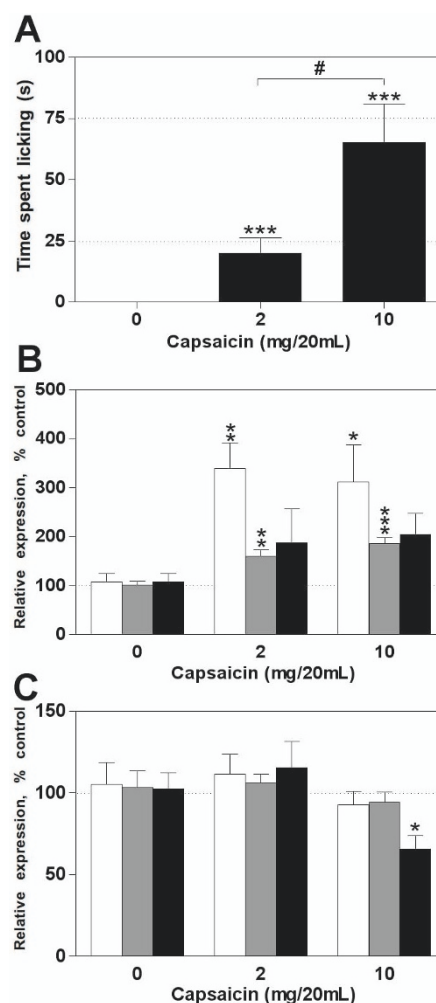 A
Time spent licking (s)
100
75
50
25
0
#
***
***
0 2 10
Capsaicin (mg/20mL)
B
Relative expression, % control
500
400
300
200
100
0
**
**
*
***
0 2 10
Capsaicin (mg/20mL)
C
Relative expression, % control
150
100
50
0
*
0 2 10
Capsaicin (mg/20mL)